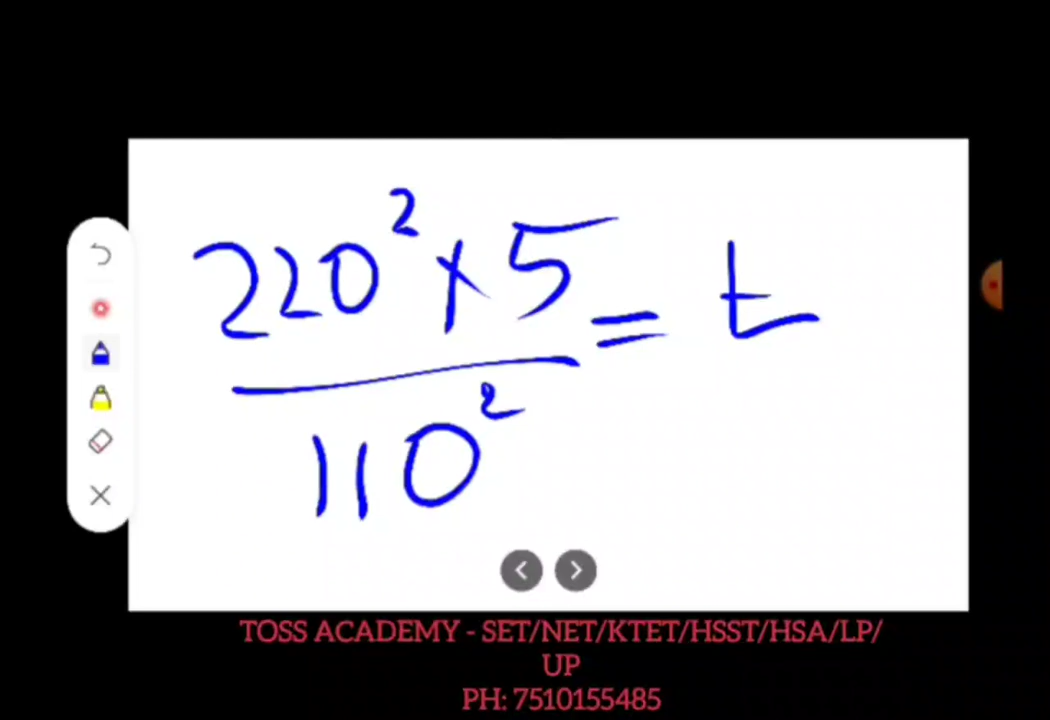 220² x 5 = t
110²
TOSS ACADEMY - SET/NET/KTET/HSST/HSA/LP/
UP
PH: 7510155485